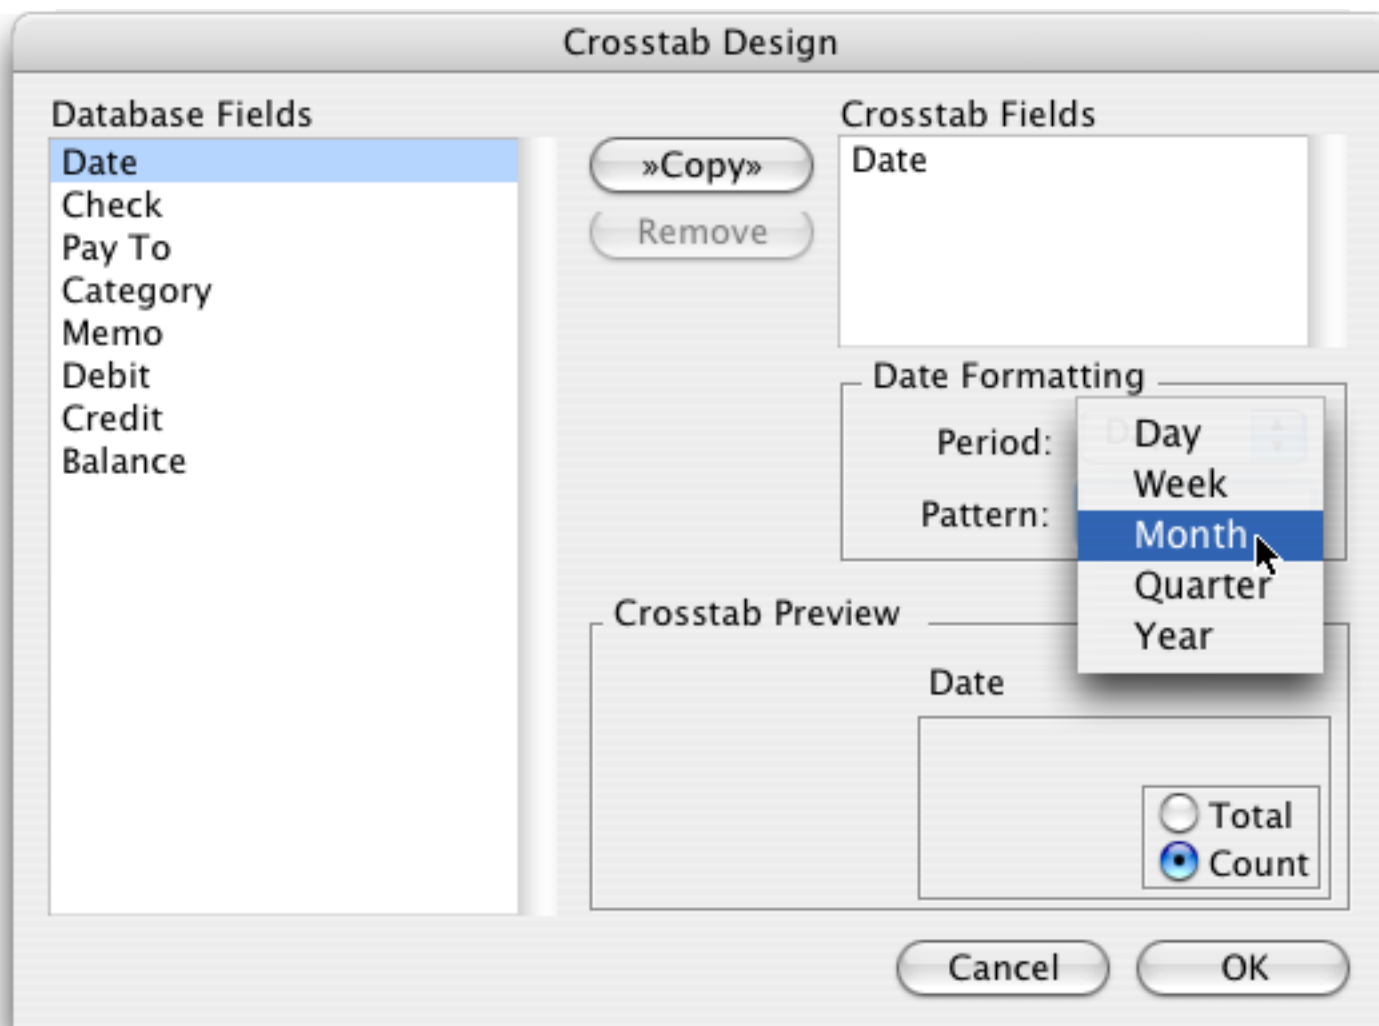 Crosstab Design
Database Fields
Date
Check
Pay To
Category
Memo
Debit
Credit
Balance
»Copy»
Remove
Crosstab Fields
Date
Date Formatting
Period:
Pattern:
Day
Week
Month
Quarter
Year
Crosstab Preview
Date
Total
Count
Cancel
OK